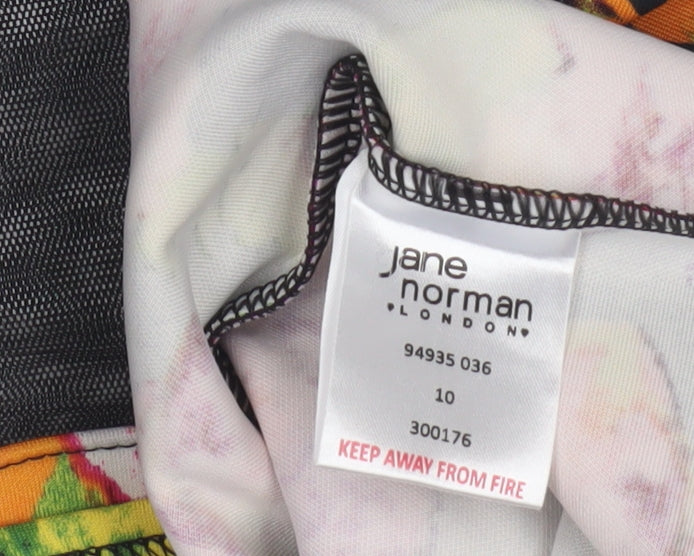 jane
norman
♥LONDON♥
94935 036
10
300176
KEEP AWAY FROM FIRE